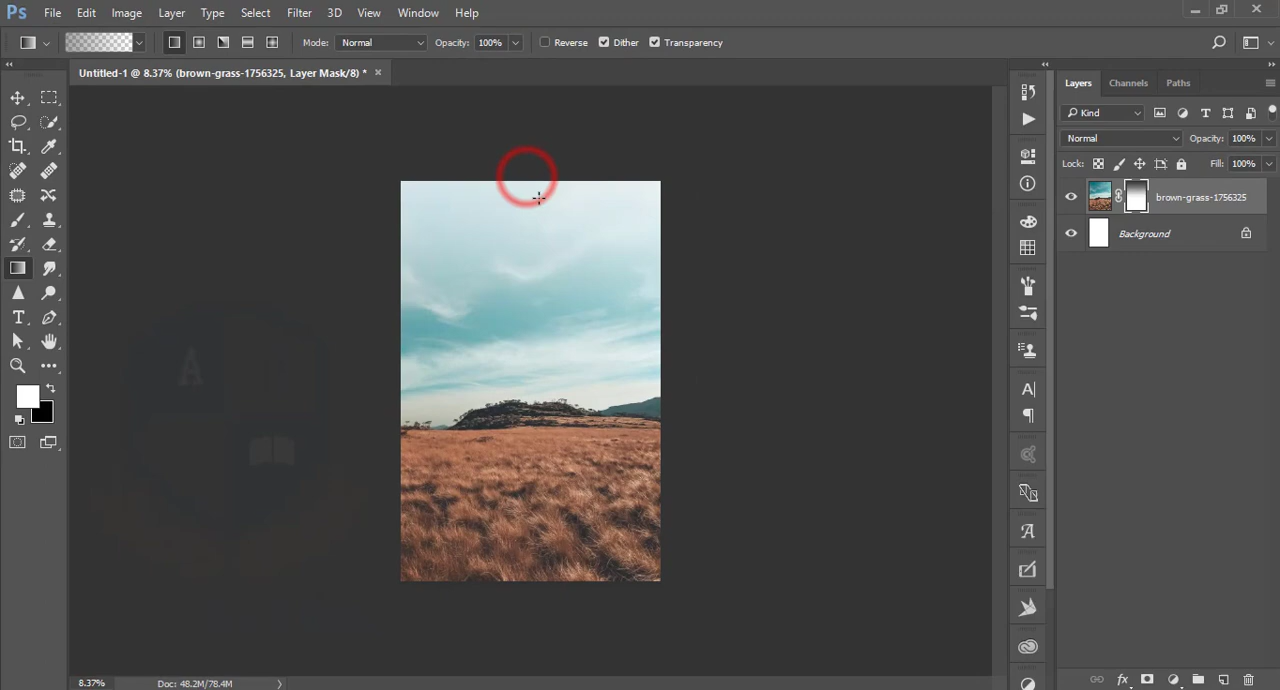 Ps File Edit Image Layer Type Select Filter 3D View Window Help
Mode: Normal Opacity: 100% Reverse Dither Transparency
Untitled-1 @ 8.37% (brown-grass-1756325, Layer Mask/8) * ×
Layers Channels Paths
Kind
Normal Opacity: 100%
Lock: Fill: 100%
brown-grass-1756325
Background
8.37% Doc: 48.2M/78.4M